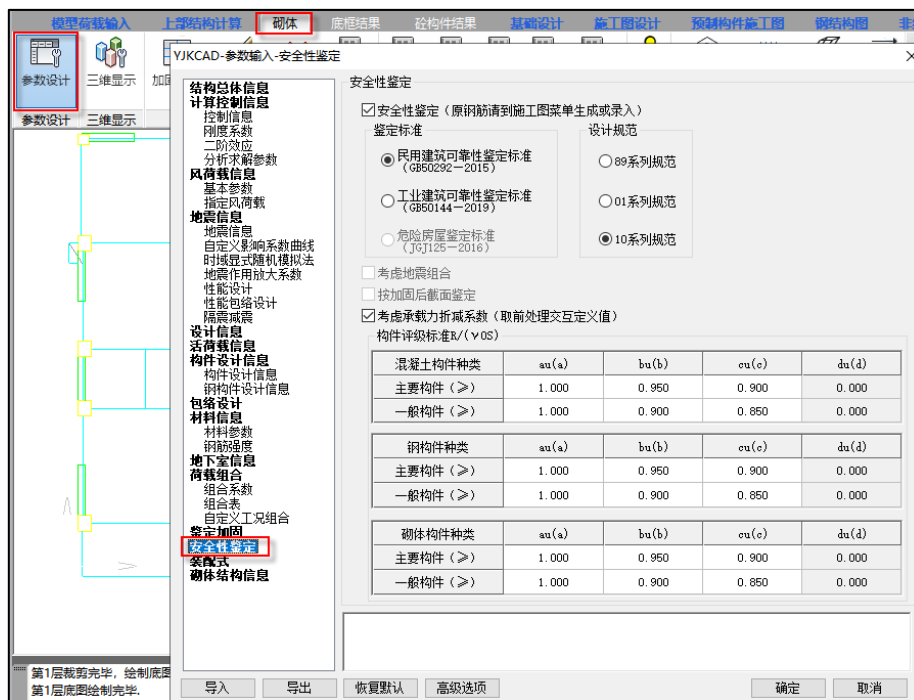 模型荷载输入 上部结构计算 砌体 底框结果 砼构件结果 基础设计 施工图设计 预制构件施工图 钢结构图 非
参数设计 三维显示 加固
参数设计 三维显示
YJKCAD-参数输入-安全性鉴定
结构总体信息
计算控制信息
控制信息
刚度系数
二阶效应
分析求解参数
风荷载信息
基本参数
指定风荷载
地震信息
地震信息
自定义影响系数曲线
时域显式随机模拟法
地震作用放大系数
性能设计
性能包络设计
隔震减震
设计信息
活荷载信息
构件设计信息
构件设计信息
钢构件设计信息
包络设计
材料信息
材料参数
钢筋强度
地下室信息
荷载组合
组合系数
组合表
自定义工况组合
鉴定加固
安全性鉴定
装配式
砌体结构信息
安全性鉴定
安全性鉴定（原钢筋请到施工图菜单生成或录入）
鉴定标准 设计规范
民用建筑可靠性鉴定标准
（GB50292－2015）
89系列规范
工业建筑可靠性鉴定标准
（GB50144－2019）
01系列规范
危险房屋鉴定标准
（JGJ125－2016）
10系列规范
考虑地震组合
按加固后截面鉴定
考虑承载力折减系数（取前处理交互定义值）
构件评级标准R/(γ0S)
混凝土构件种类 au(a) bu(b) cu(c) du(d)
主要构件（≥） 1.000 0.950 0.900 0.000
一般构件（≥） 1.000 0.900 0.850 0.000
钢构件种类 au(a) bu(b) cu(c) du(d)
主要构件（≥） 1.000 0.950 0.900 0.000
一般构件（≥） 1.000 0.900 0.850 0.000
砌体构件种类 au(a) bu(b) cu(c) du(d)
主要构件（≥） 1.000 0.950 0.900 0.000
一般构件（≥） 1.000 0.900 0.850 0.000
第1层裁剪完毕，绘制底图
第1层底图绘制完毕.
导入 导出 恢复默认 高级选项 确定 取消